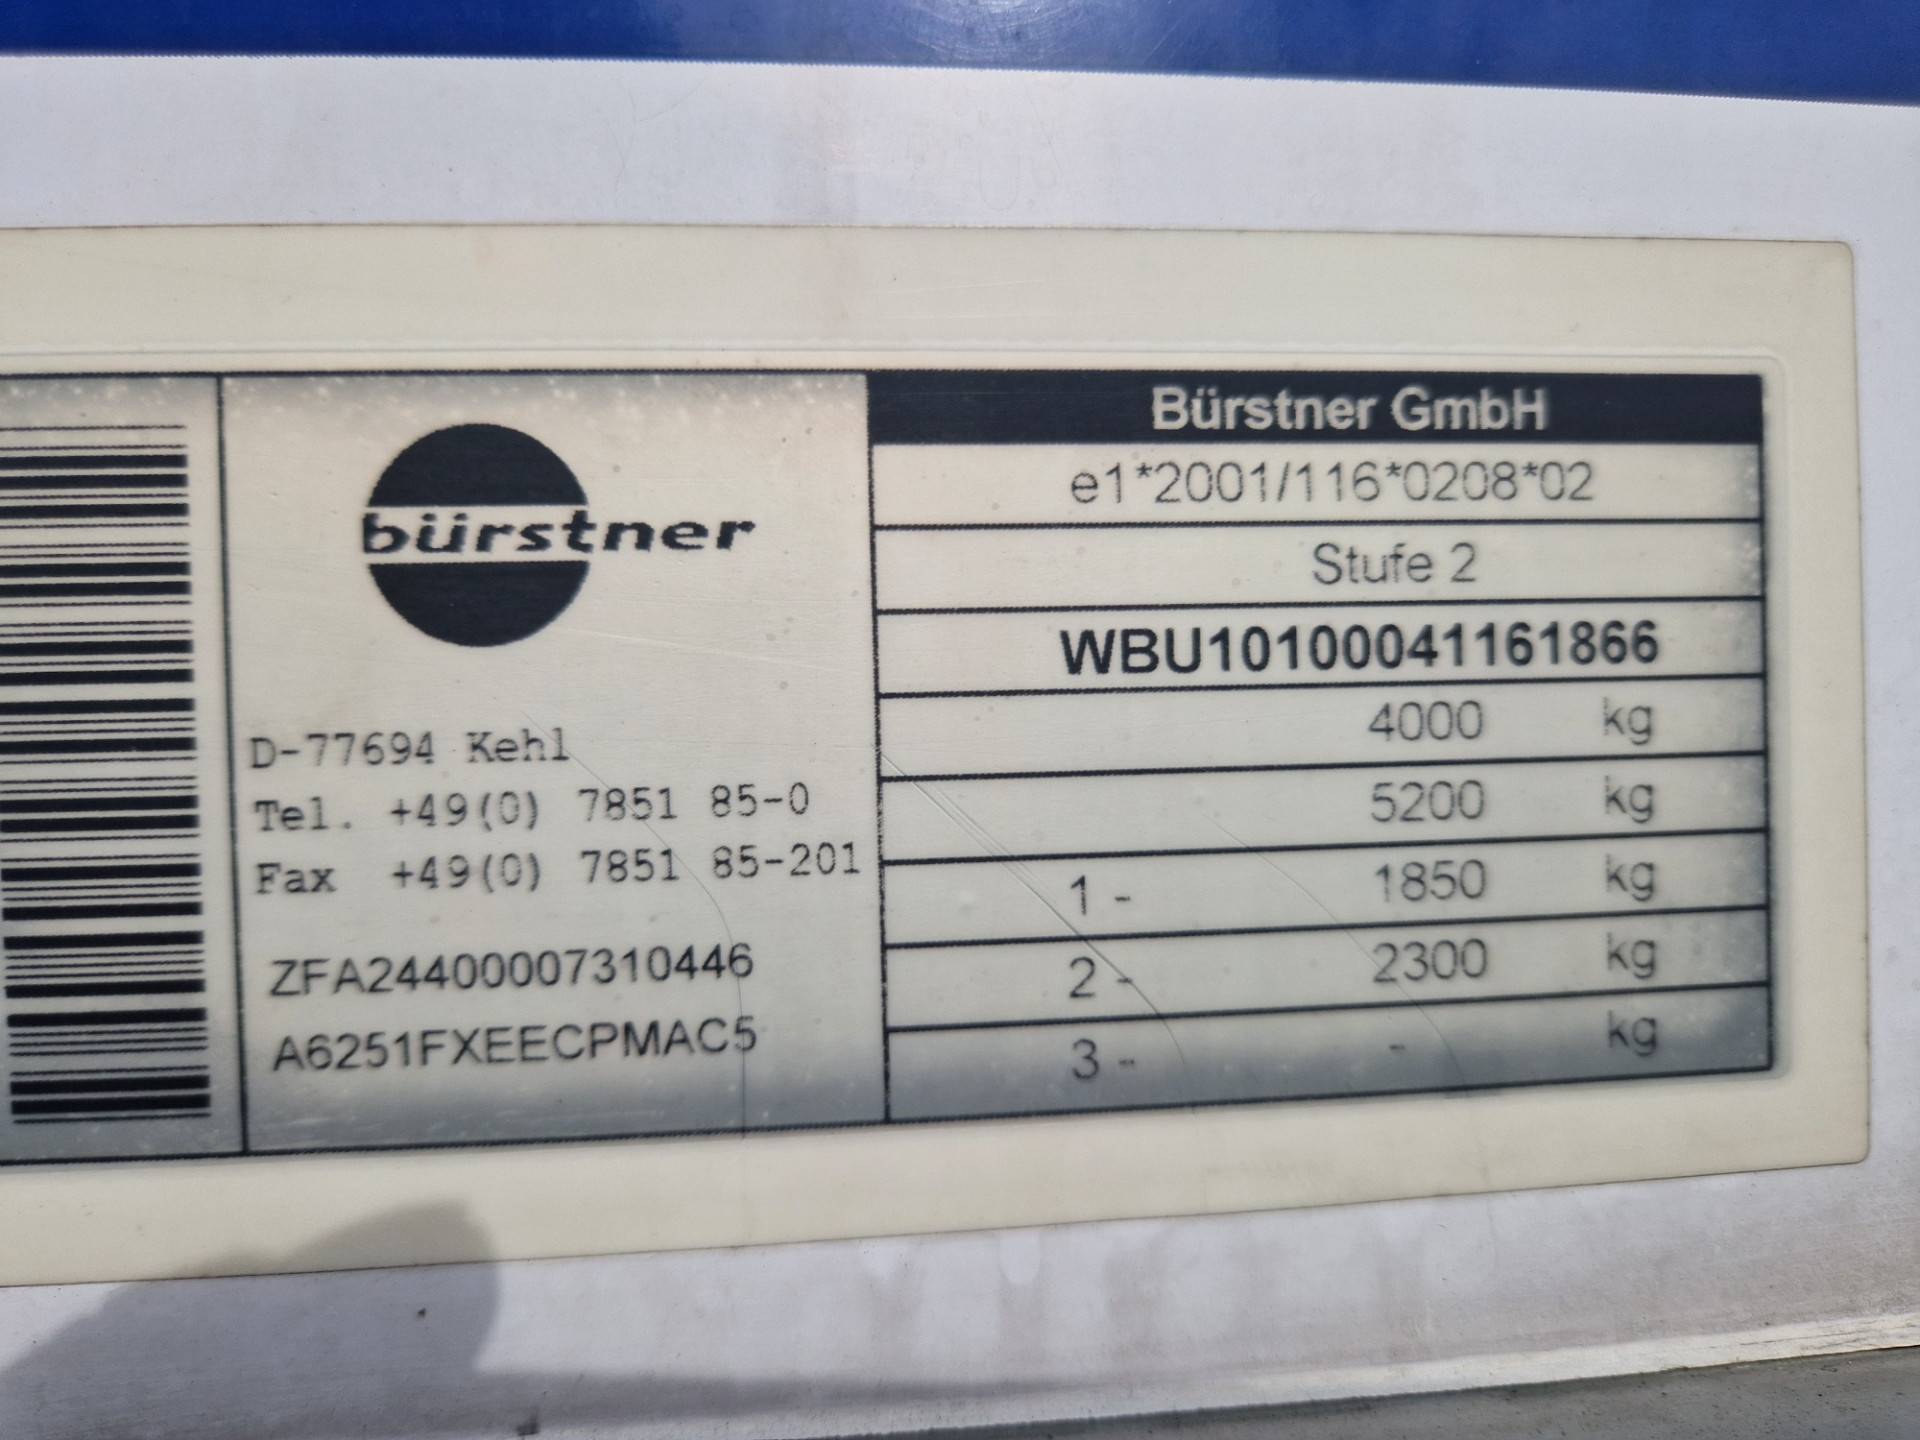 bürstner
D-77694 Kehl
Tel. +49(0) 7851 85-0
Fax +49(0) 7851 85-201
ZFA24400007310446
A6251FXEECPMAC5
Bürstner GmbH
e1*2001/116*0208*02
Stufe 2
WBU10100041161866
4000 kg
5200 kg
1 - 1850 kg
2 - 2300 kg
3 - - kg